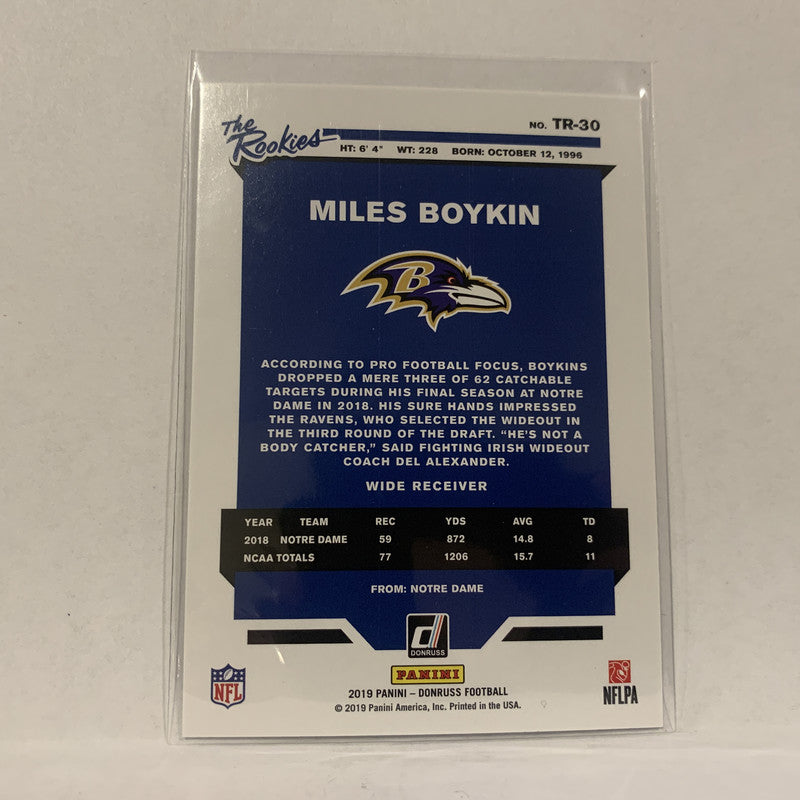 The
Rookies
NO. TR-30
HT: 6' 4" WT: 228 BORN: OCTOBER 12, 1996
MILES BOYKIN
B
ACCORDING TO PRO FOOTBALL FOCUS, BOYKINS
DROPPED A MERE THREE OF 62 CATCHABLE
TARGETS DURING HIS FINAL SEASON AT NOTRE
DAME IN 2018. HIS SURE HANDS IMPRESSED
THE RAVENS, WHO SELECTED THE WIDEOUT IN
THE THIRD ROUND OF THE DRAFT. “HE'S NOT A
BODY CATCHER,” SAID FIGHTING IRISH WIDEOUT
COACH DEL ALEXANDER.
WIDE RECEIVER
YEAR TEAM REC YDS AVG TD
2018 NOTRE DAME 59 872 14.8 8
NCAA TOTALS 77 1206 15.7 11
FROM: NOTRE DAME
d
DONRUSS
PANINI
NFL
NFLPA
2019 PANINI – DONRUSS FOOTBALL
© 2019 Panini America, Inc. Printed in the USA.